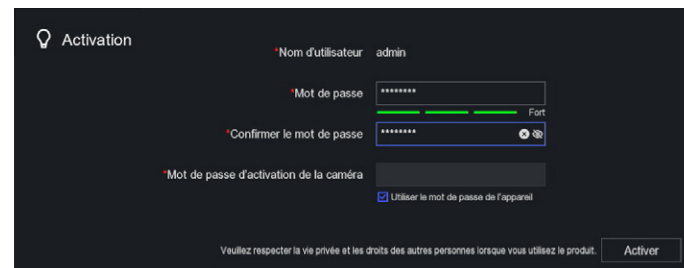 Activation
*Nom d'utilisateur admin
*Mot de passe ********
Fort
*Confirmer le mot de passe ********
*Mot de passe d'activation de la caméra
Utiliser le mot de passe de l'appareil
Veuillez respecter la vie privée et les droits des autres personnes lorsque vous utilisez le produit. Activer